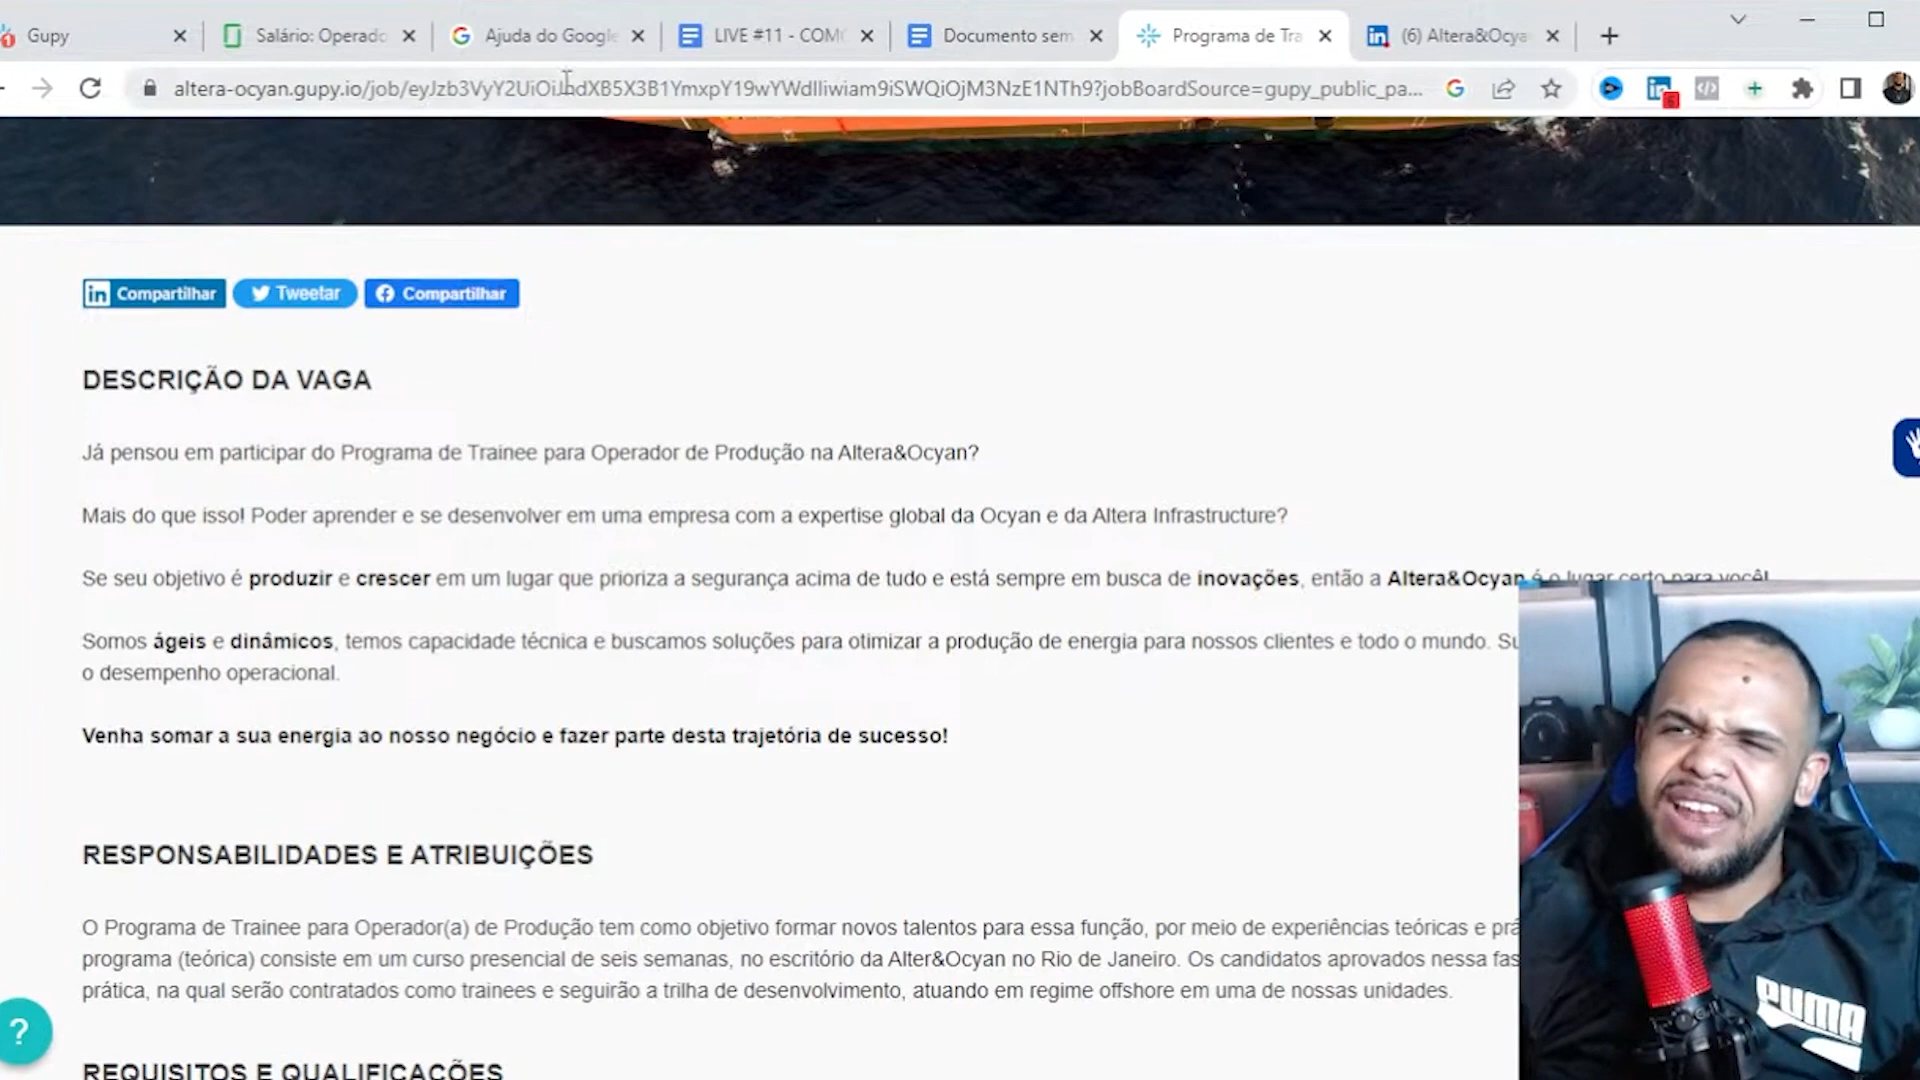 Gupy
Salário: Operado
Ajuda do Google
LIVE #11 - COMO
Documento sem
Programa de Tra
(6) Altera&Ocya
altera-ocyan.gupy.io/job/
?jobBoardSource=gupy_public_pa...
Compartilhar
Tweetar
Compartilhar
DESCRIÇÃO DA VAGA
Já pensou em participar do Programa de Trainee para Operador de Produção na Altera&Ocyan?
Mais do que isso! Poder aprender e se desenvolver em uma empresa com a expertise global da Ocyan e da Altera Infrastructure?
Se seu objetivo é produzir e crescer em um lugar que prioriza a segurança acima de tudo e está sempre em busca de inovações, então a Altera&Ocyan é o lugar certo para você!
Somos ágeis e dinâmicos, temos capacidade técnica e buscamos soluções para otimizar a produção de energia para nossos clientes e todo o mundo. Su
o desempenho operacional.
Venha somar a sua energia ao nosso negócio e fazer parte desta trajetória de sucesso!
RESPONSABILIDADES E ATRIBUIÇÕES
O Programa de Trainee para Operador(a) de Produção tem como objetivo formar novos talentos para essa função, por meio de experiências teóricas e prá
programa (teórica) consiste em um curso presencial de seis semanas, no escritório da Alter&Ocyan no Rio de Janeiro. Os candidatos aprovados nessa fas
prática, na qual serão contratados como trainees e seguirão a trilha de desenvolvimento, atuando em regime offshore em uma de nossas unidades.
REQUISITOS E QUALIFICAÇÕES
PUMA